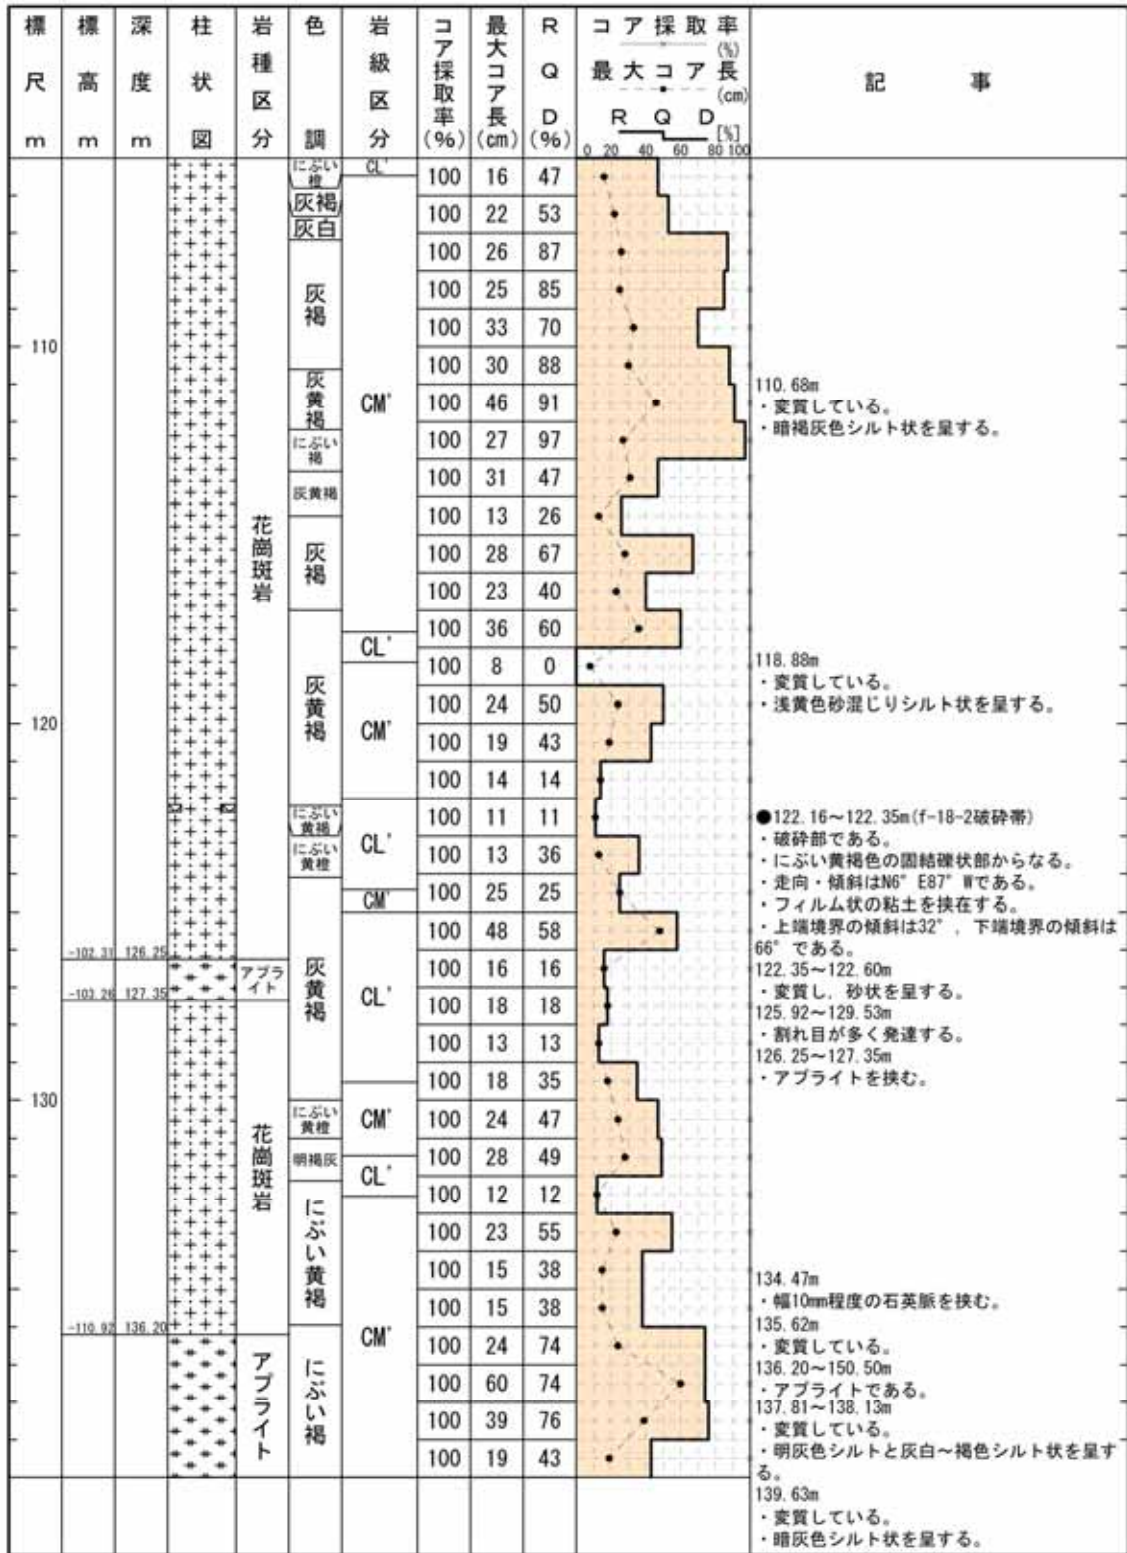 標尺m
標高m
深度m
柱状図
岩種区分
色調
岩級区分
コア採取率(%)
最大コア長(cm)
RQD(%)
コア採取率(%)
最大コア長(cm)
RQD[%]
0 20 40 60 80 100
記事
にぶい橙
灰褐
灰白
灰褐
灰黄褐
にぶい褐
灰黄褐
灰褐
灰黄褐
にぶい黄褐
にぶい黄橙
灰黄褐
にぶい黄橙
明褐灰
にぶい黄褐
にぶい褐
CL'
CM'
CL'
CM'
CL'
CM'
CL'
CM'
CL'
CM'
花崗斑岩
アプライト
花崗斑岩
アプライト
110
120
130
-102.31 126.25
-103.26 127.35
-110.92 136.20
100 16 47
100 22 53
100 26 87
100 25 85
100 33 70
100 30 88
100 46 91
100 27 97
100 31 47
100 13 26
100 28 67
100 23 40
100 36 60
100 8 0
100 24 50
100 19 43
100 14 14
100 11 11
100 13 36
100 25 25
100 48 58
100 16 16
100 18 18
100 13 13
100 18 35
100 24 47
100 28 49
100 12 12
100 23 55
100 15 38
100 15 38
100 24 74
100 60 74
100 39 76
100 19 43
110.68m
・変質している。
・暗褐灰色シルト状を呈する。
118.88m
・変質している。
・浅黄色砂混じりシルト状を呈する。
●122.16～122.35m(f-18-2破砕帯)
・破砕部である。
・にぶい黄褐色の固結礫状部からなる。
・走向・傾斜はN6°E87°Wである。
・フィルム状の粘土を挟在する。
・上端境界の傾斜は32°，下端境界の傾斜は
66°である。
122.35～122.60m
・変質し，砂状を呈する。
125.92～129.53m
・割れ目が多く発達する。
126.25～127.35m
・アプライトを挟む。
134.47m
・幅10mm程度の石英脈を挟む。
135.62m
・変質している。
136.20～150.50m
・アプライトである。
137.81～138.13m
・変質している。
・明灰色シルトと灰白～褐色シルト状を呈す
る。
139.63m
・変質している。
・暗灰色シルト状を呈する。